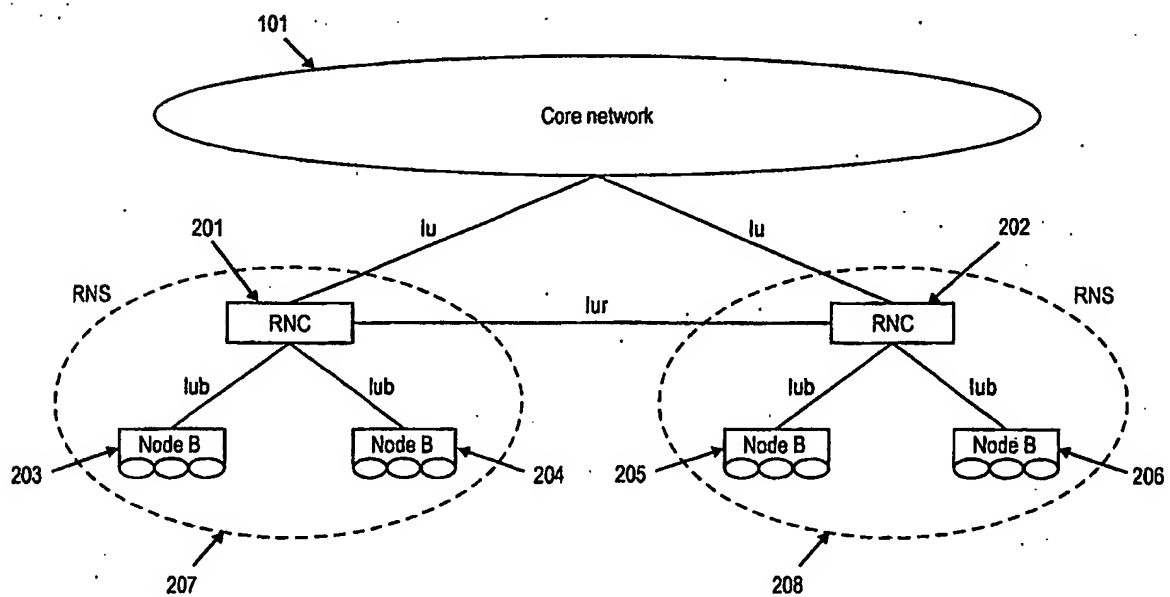 101
Core network
201
Iu
Iu
202
RNS
RNS
RNC
Iur
RNC
Iub
Iub
Iub
Iub
Node B
Node B
Node B
Node B
203
204
205
206
207
208